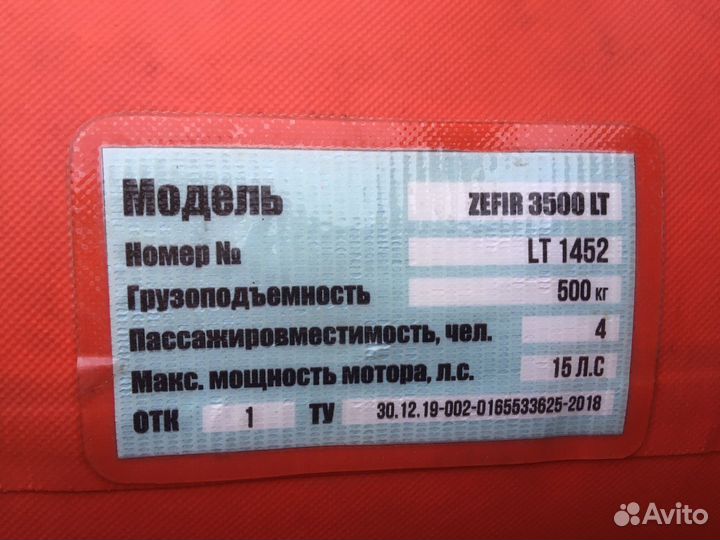 Модель ZEFIR 3500 LT
Номер № LT 1452
Грузоподъемность 500 кг
Пассажировместимость, чел. 4
Макс. мощность мотора, л.с. 15 Л.С
ОТК 1 ТУ 30.12.19-002-0165533625-2018
Avito